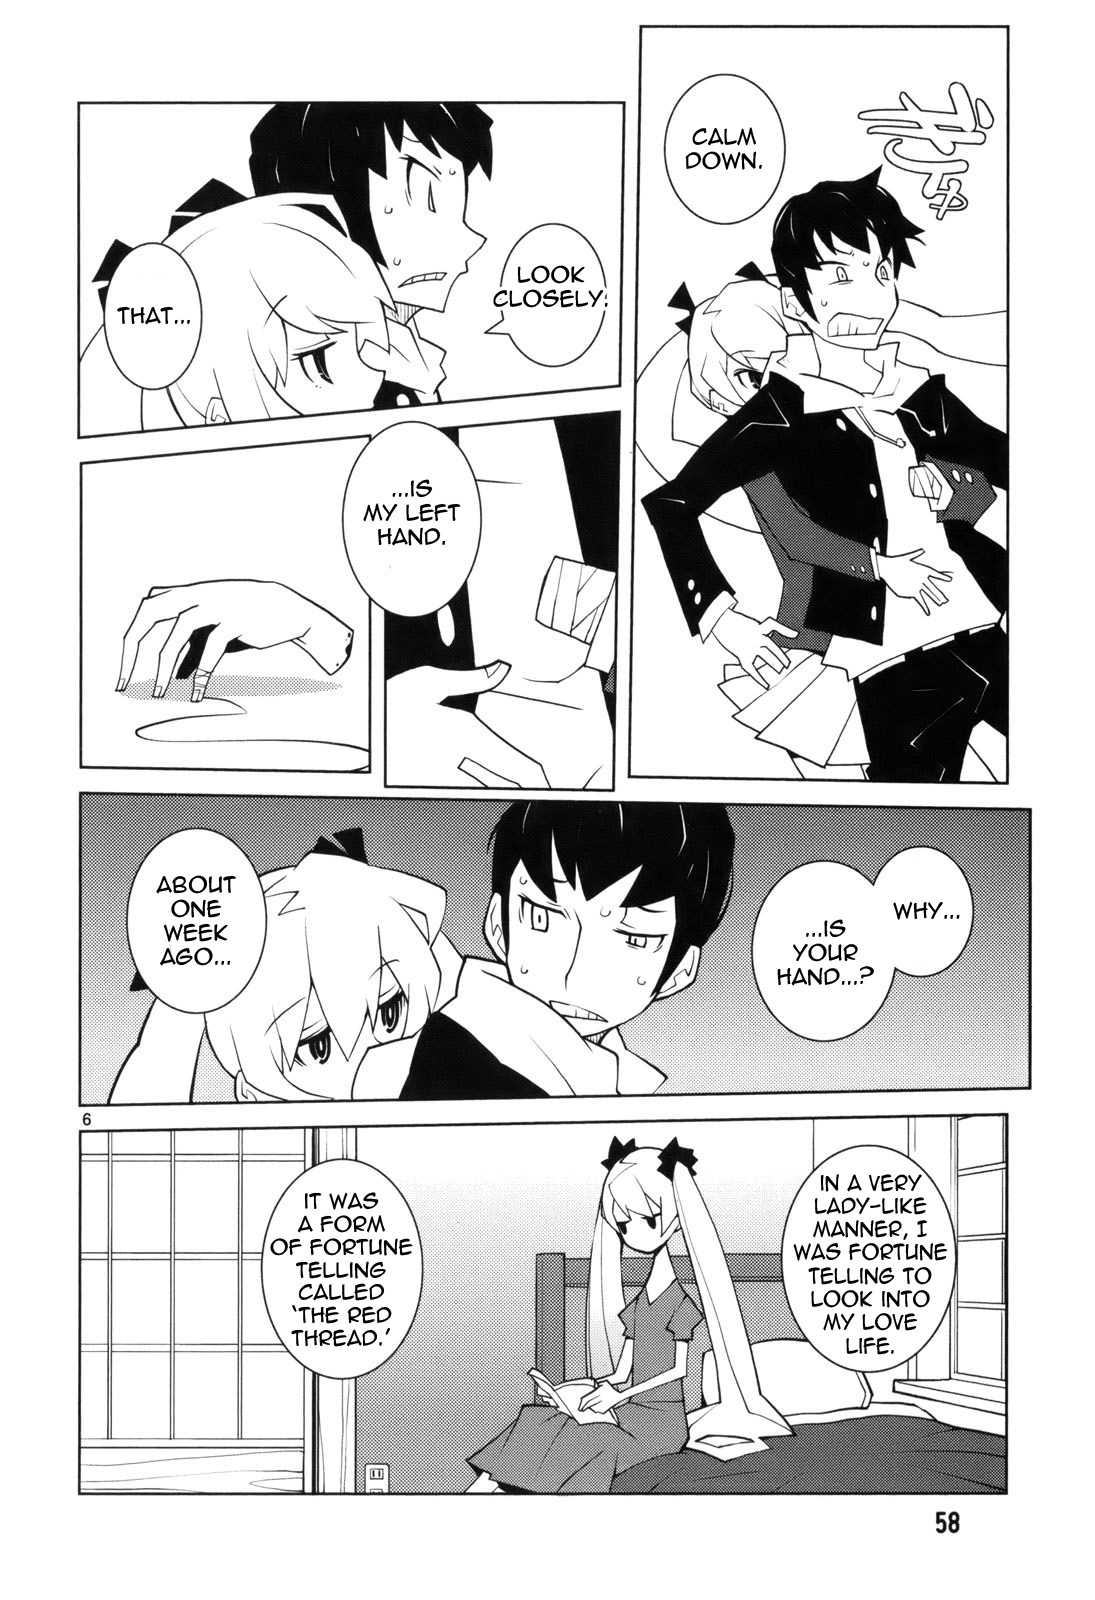 CALM
DOWN.
ぎゅ
LOOK
CLOSELY.
THAT...
...IS
MY LEFT
HAND.
WHY...
...IS
YOUR
HAND...?
ABOUT
ONE
WEEK
AGO...
6
IN A VERY
LADY-LIKE
MANNER, I
WAS FORTUNE
TELLING TO
LOOK INTO
MY LOVE
LIFE.
IT WAS
A FORM
OF FORTUNE
TELLING
CALLED
'THE RED
THREAD.'
58